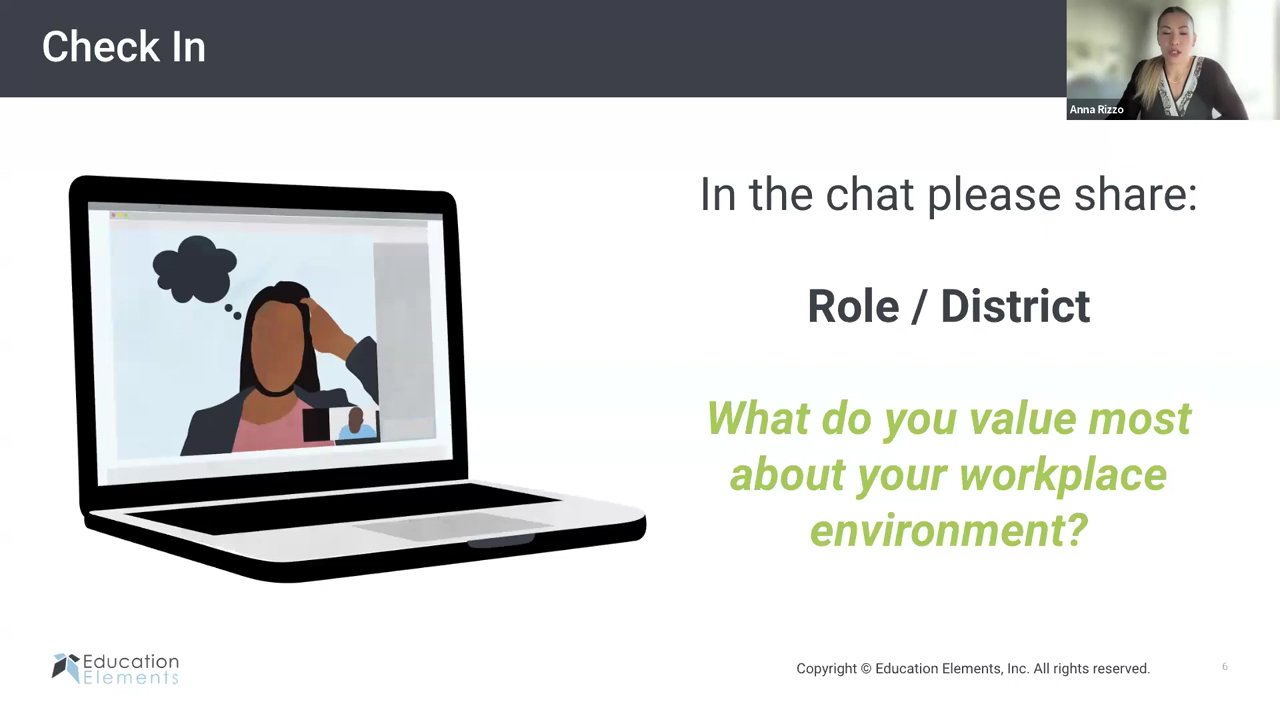 Check In
Anna Rizzo
In the chat please share:
Role / District
What do you value most
about your workplace
environment?
Education
Elements
Copyright © Education Elements, Inc. All rights reserved.
6